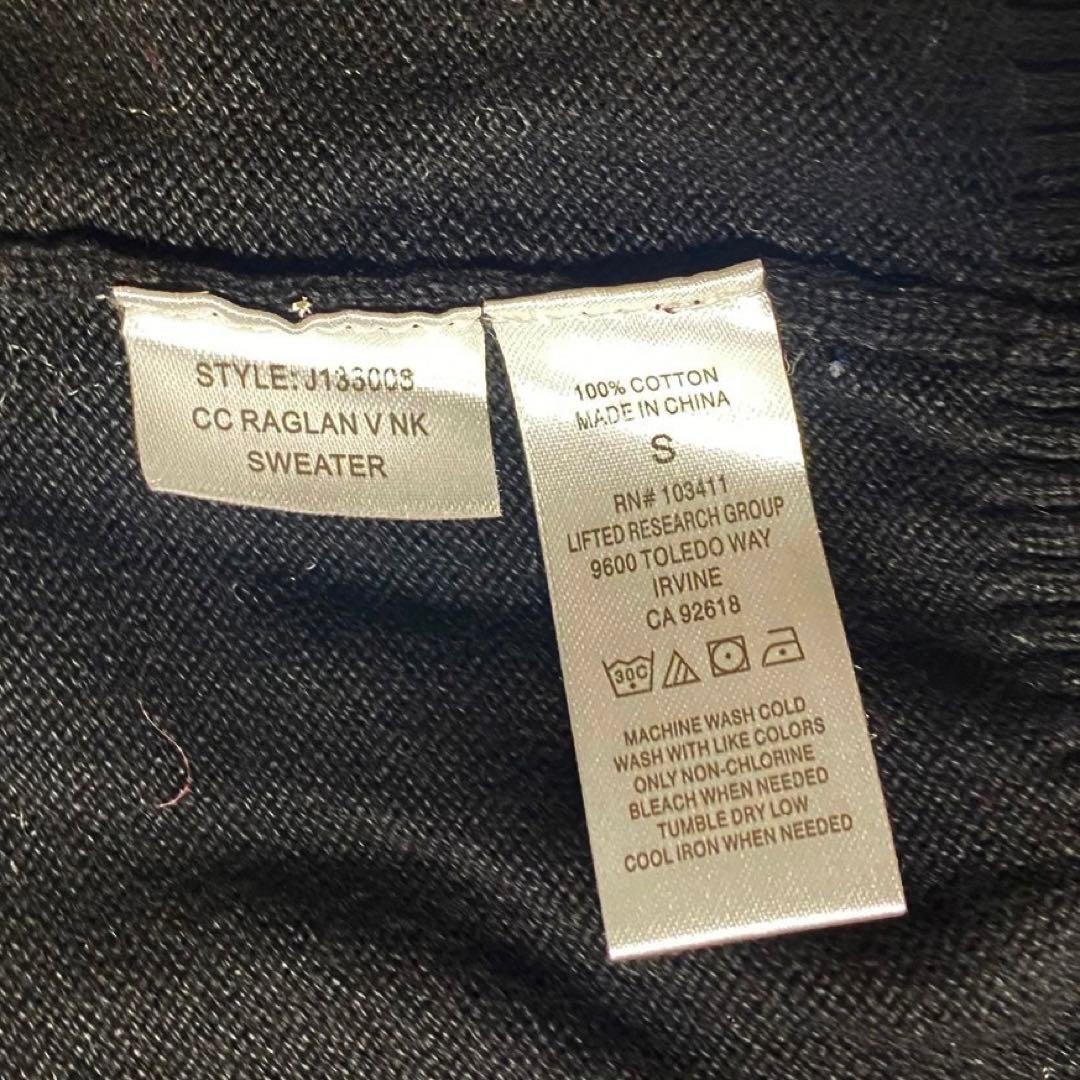 STYLE: J133008
CC RAGLAN V NK
SWEATER
100% COTTON
MADE IN CHINA
S
RN# 103411
LIFTED RESEARCH GROUP
9600 TOLEDO WAY
IRVINE
CA 92618
30C
MACHINE WASH COLD
WASH WITH LIKE COLORS
ONLY NON-CHLORINE
BLEACH WHEN NEEDED
TUMBLE DRY LOW
COOL IRON WHEN NEEDED